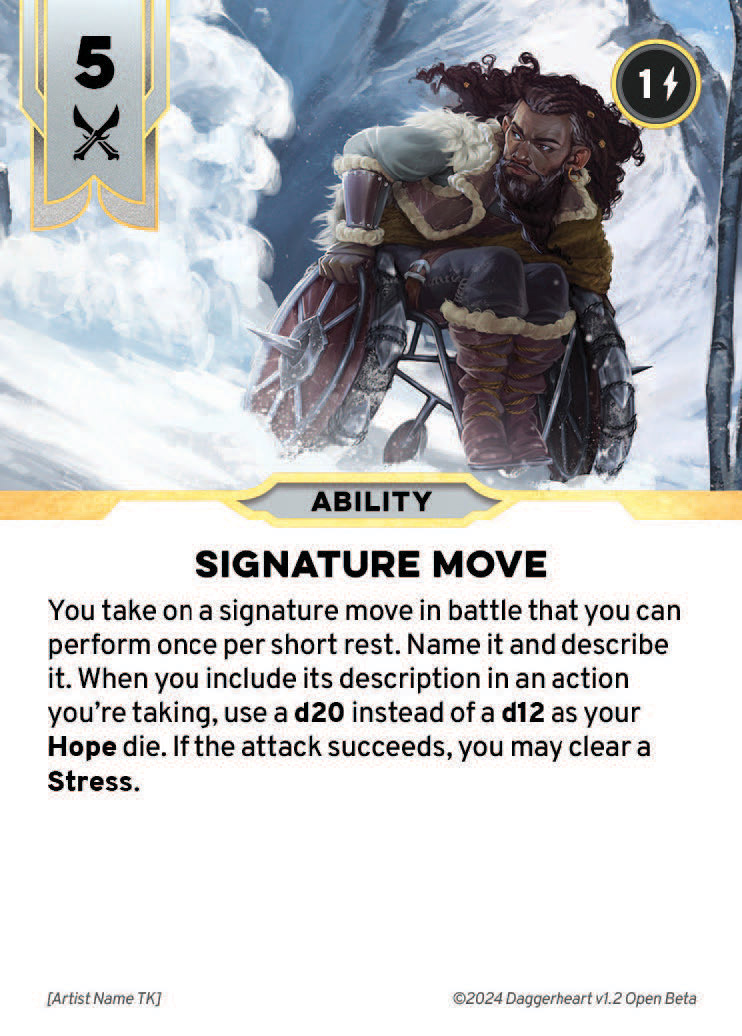 5
1
ABILITY
SIGNATURE MOVE
You take on a signature move in battle that you can
perform once per short rest. Name it and describe
it. When you include its description in an action
you're taking, use a d20 instead of a d12 as your
Hope die. If the attack succeeds, you may clear a
Stress.
[Artist Name TK]
©2024 Daggerheart v1.2 Open Beta